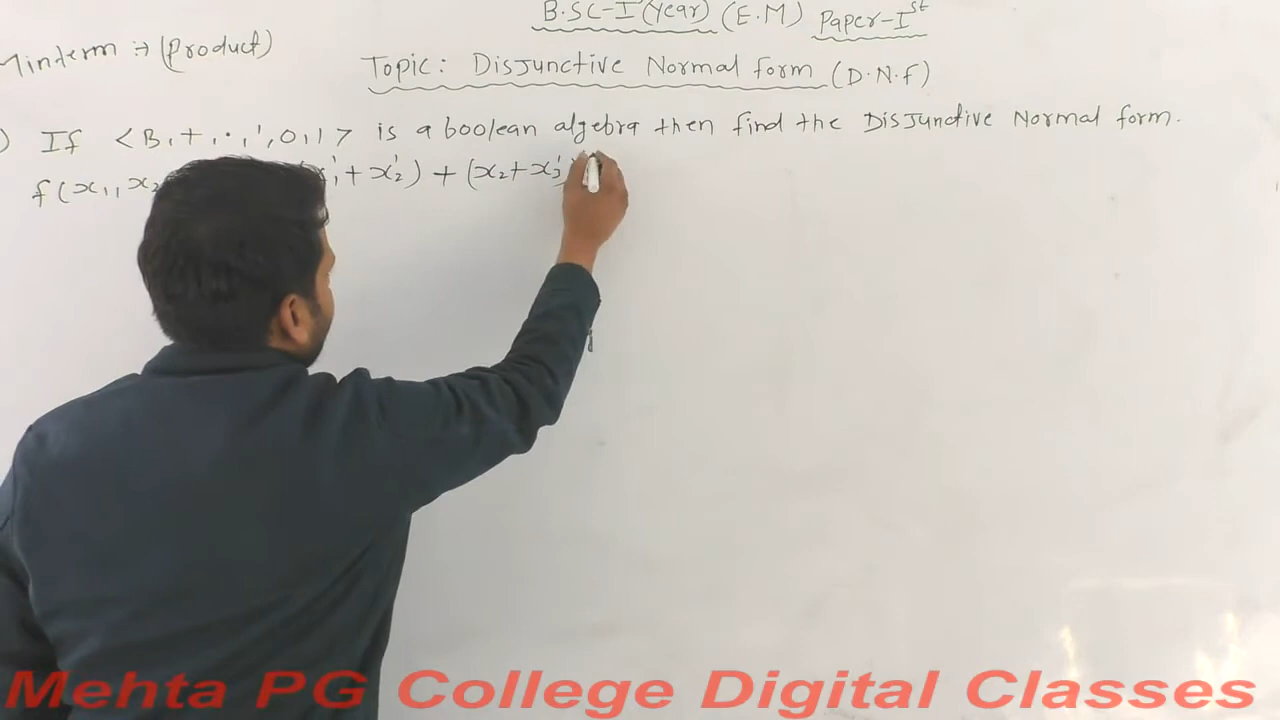 B.SC-I (Year) (E.M) Paper-I st
Minterm :→ (Product)
Topic: Disjunctive Normal form (D.N.F)
) If <B, +, ·, ', 0, 1> is a boolean algebra then find the Disjunctive Normal form.
f(x₁, x₂ x₁' + x₂') + (x₂ + x₃')
Mehta PG College Digital Classes